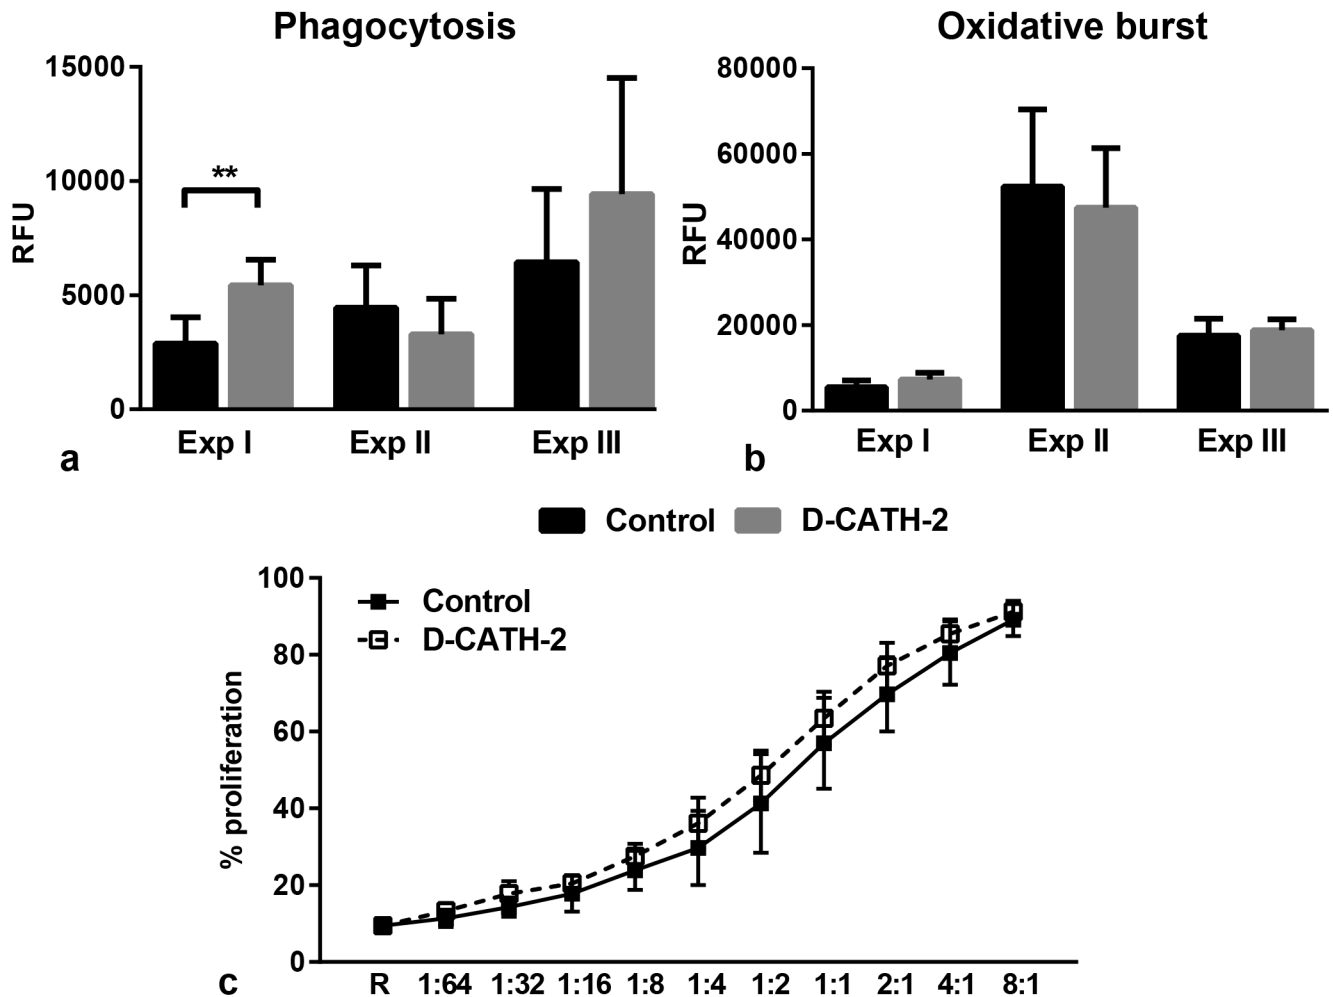 Phagocytosis
15000
10000
5000
0
RFU
**
Exp I
Exp II
Exp III
a
Oxidative burst
80000
60000
40000
20000
0
RFU
Exp I
Exp II
Exp III
b
Control
D-CATH-2
100
80
60
40
20
0
% proliferation
Control
D-CATH-2
R
1:64
1:32
1:16
1:8
1:4
1:2
1:1
2:1
4:1
8:1
c